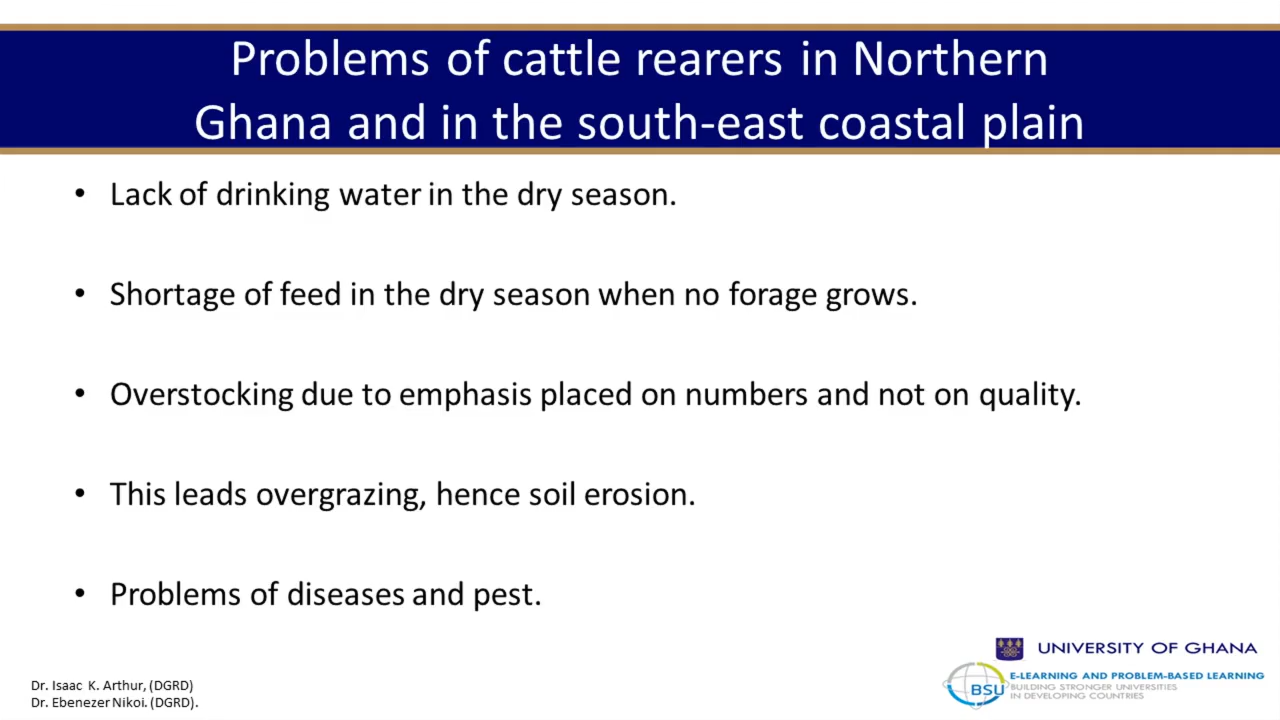 Problems of cattle rearers in Northern
Ghana and in the south-east coastal plain
• Lack of drinking water in the dry season.
• Shortage of feed in the dry season when no forage grows.
• Overstocking due to emphasis placed on numbers and not on quality.
• This leads overgrazing, hence soil erosion.
• Problems of diseases and pest.
UNIVERSITY OF GHANA
BSU
E-LEARNING AND PROBLEM-BASED LEARNING
BUILDING STRONGER UNIVERSITIES
IN DEVELOPING COUNTRIES
Dr. Isaac K. Arthur, (DGRD)
Dr. Ebenezer Nikoi. (DGRD).